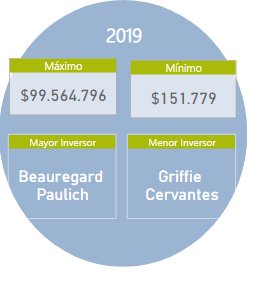 2019
Máximo
Mínimo
$99.564.796
$151.779
Mayor Inversor
Menor Inversor
Beauregard
Paulich
Griffie
Cervantes